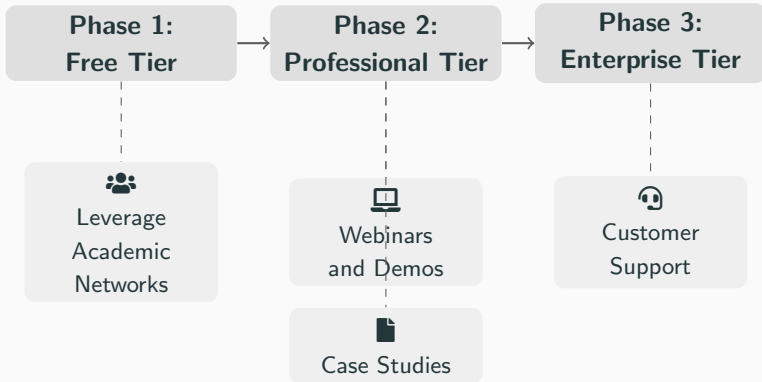 Phase 1:
Free Tier
Phase 2:
Professional Tier
Phase 3:
Enterprise Tier
Leverage
Academic
Networks
Webinars
and Demos
Case Studies
Customer
Support